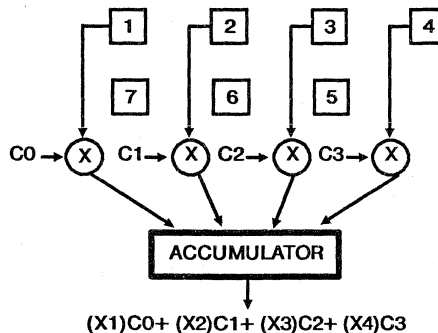 1 2 3 4
7 6 5
C0 X C1 X C2 X C3 X
ACCUMULATOR
(X1)C0+ (X2)C1+ (X3)C2+ (X4)C3